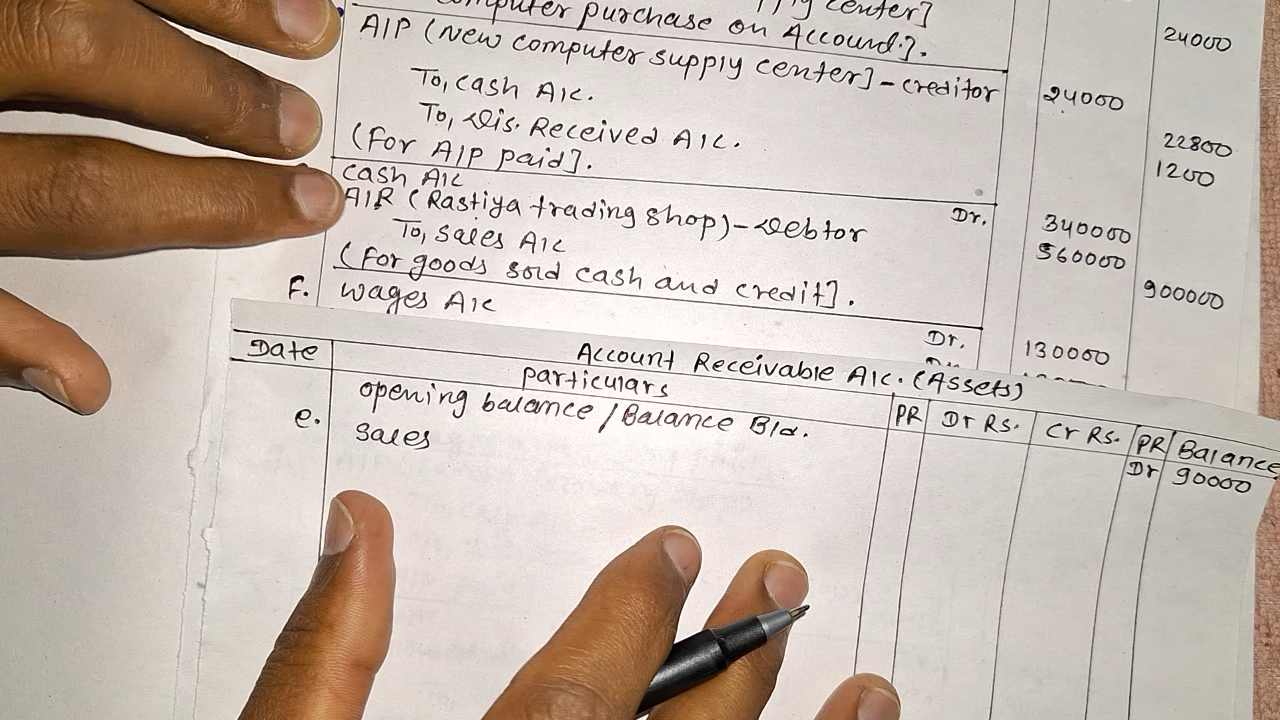 pply center]
computer purchase on Account]. 24000
A/P (New computer supply center] - creditor 24000
To, cash A/c. 22800
To, Dis. Received A/c. 1200
(For A/P paid].
cash A/c Dr. 340000
A/R (Rastiya trading shop) - Debtor 560000
To, sales A/c 900000
(For goods sold cash and credit].
F. wages A/c Dr. 130000
Account Receivable A/c. (Assets)
Date particulars PR Dr Rs. Cr Rs. PR Balance
opening balance / Balance B/d. Dr 90000
e. sales